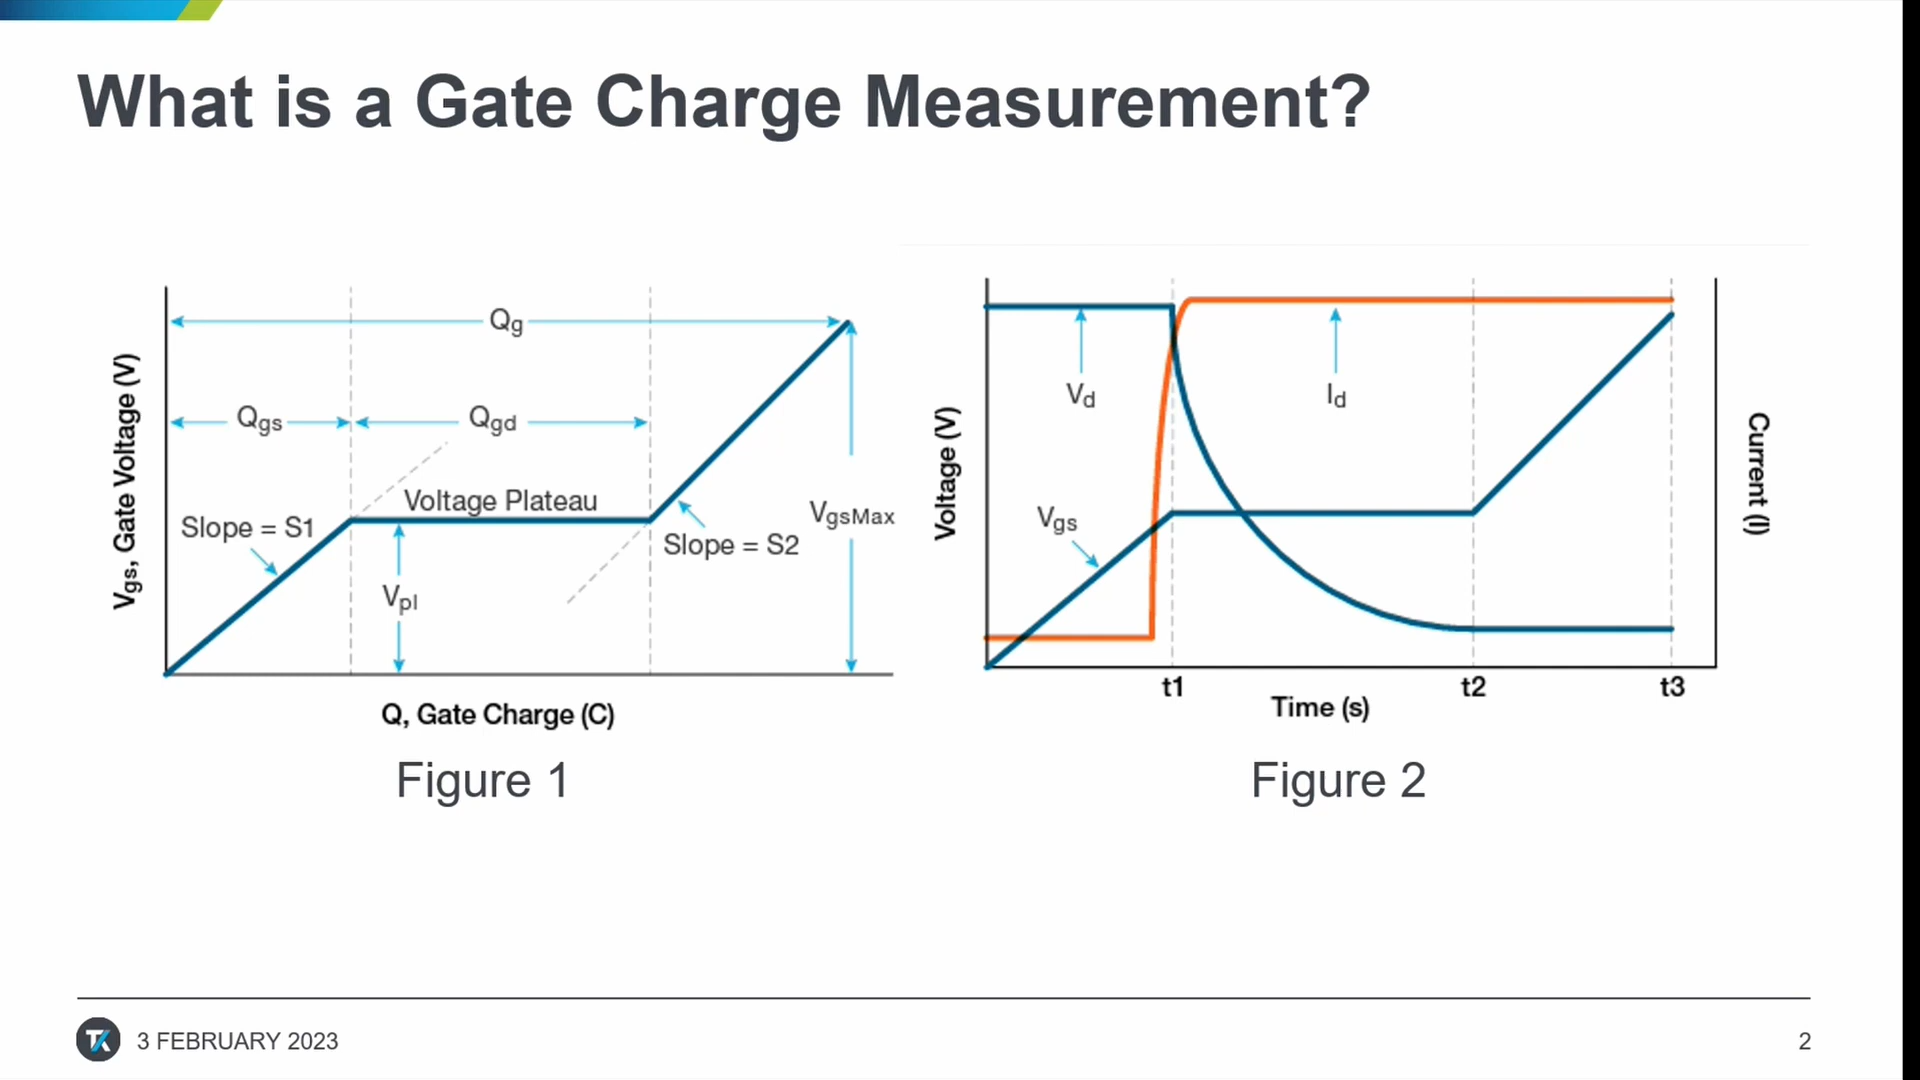 What is a Gate Charge Measurement?
Vgs, Gate Voltage (V)
Qg
Qgs
Qgd
Voltage Plateau
Slope = S1
Vpl
Slope = S2
VgsMax
Q, Gate Charge (C)
Figure 1
Voltage (V)
Vd
Id
Vgs
Current (I)
t1
t2
t3
Time (s)
Figure 2
TK
3 FEBRUARY 2023
2